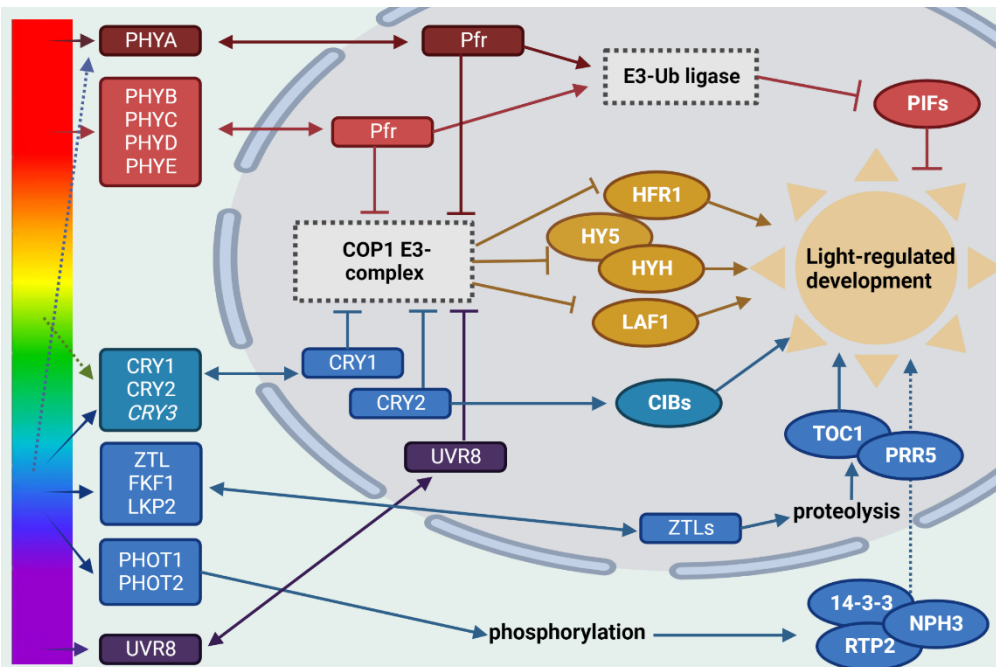 PHYA
Pfr
E3-Ub ligase
PIFs
PHYB
PHYC
PHYD
PHYE
Pfr
COP1 E3-
complex
HFR1
HY5
HYH
LAF1
Light-regulated
development
CRY1
CRY2
CRY3
CRY1
CRY2
CIBs
UVR8
TOC1
PRR5
ZTL
FKF1
LKP2
ZTLs
proteolysis
PHOT1
PHOT2
phosphorylation
14-3-3
NPH3
RTP2
UVR8